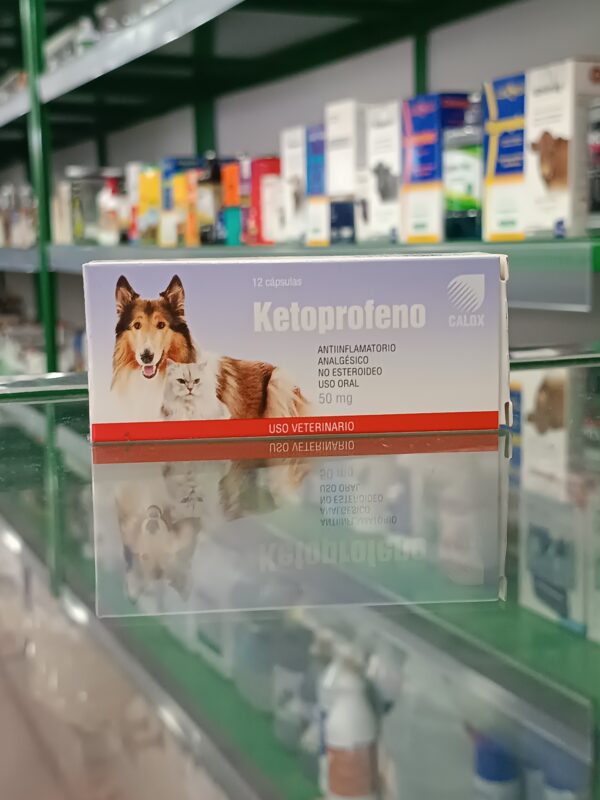 12 cápsulas
Ketoprofeno
CALOX
ANTIINFLAMATORIO
ANALGÉSICO
NO ESTEROIDEO
USO ORAL
50 mg
USO VETERINARIO